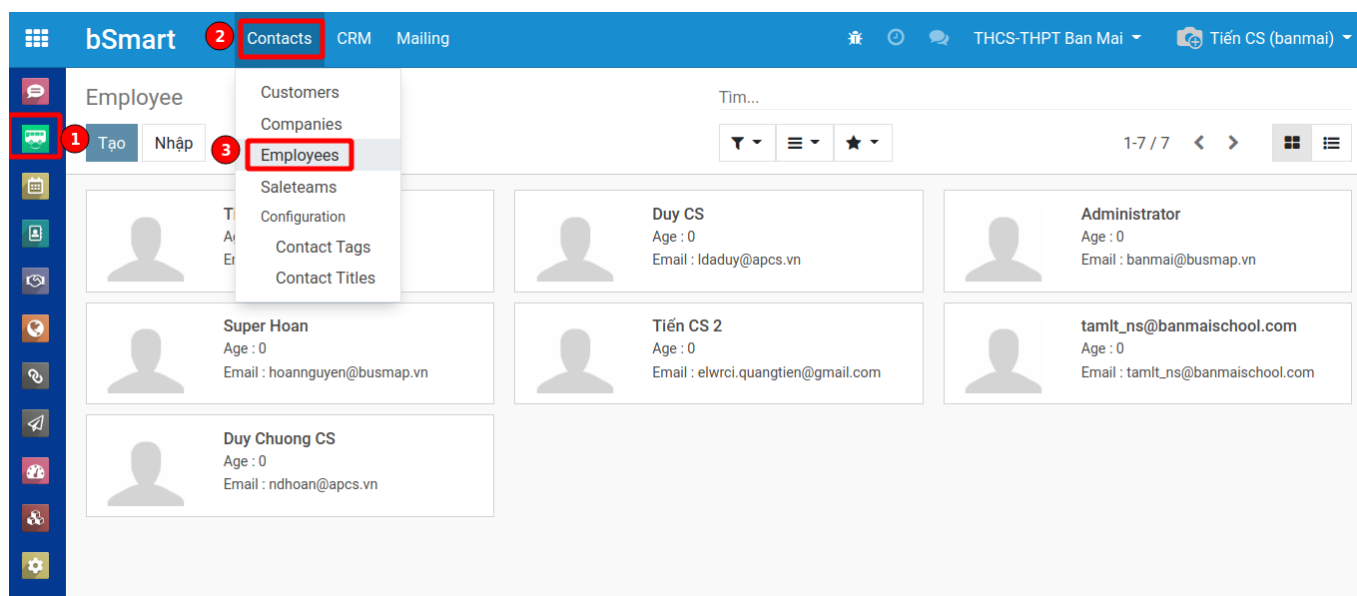 bSmart 2 Contacts CRM Mailing THCS-THPT Ban Mai Tiến CS (banmai)
Employee
Tìm...
1
Tạo Nhập
3
1-7 / 7
Customers
Companies
Employees
Saleteams
Configuration
Contact Tags
Contact Titles
Duy CS
Age : 0
Email : ldaduy@apcs.vn
Administrator
Age : 0
Email : banmai@busmap.vn
Super Hoan
Age : 0
Email : hoannguyen@busmap.vn
Tiến CS 2
Age : 0
Email : elwrci.quangtien@gmail.com
tamlt_ns@banmaischool.com
Age : 0
Email : tamlt_ns@banmaischool.com
Duy Chuong CS
Age : 0
Email : ndhoan@apcs.vn